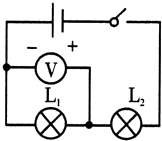 − +
V
L₁ L₂